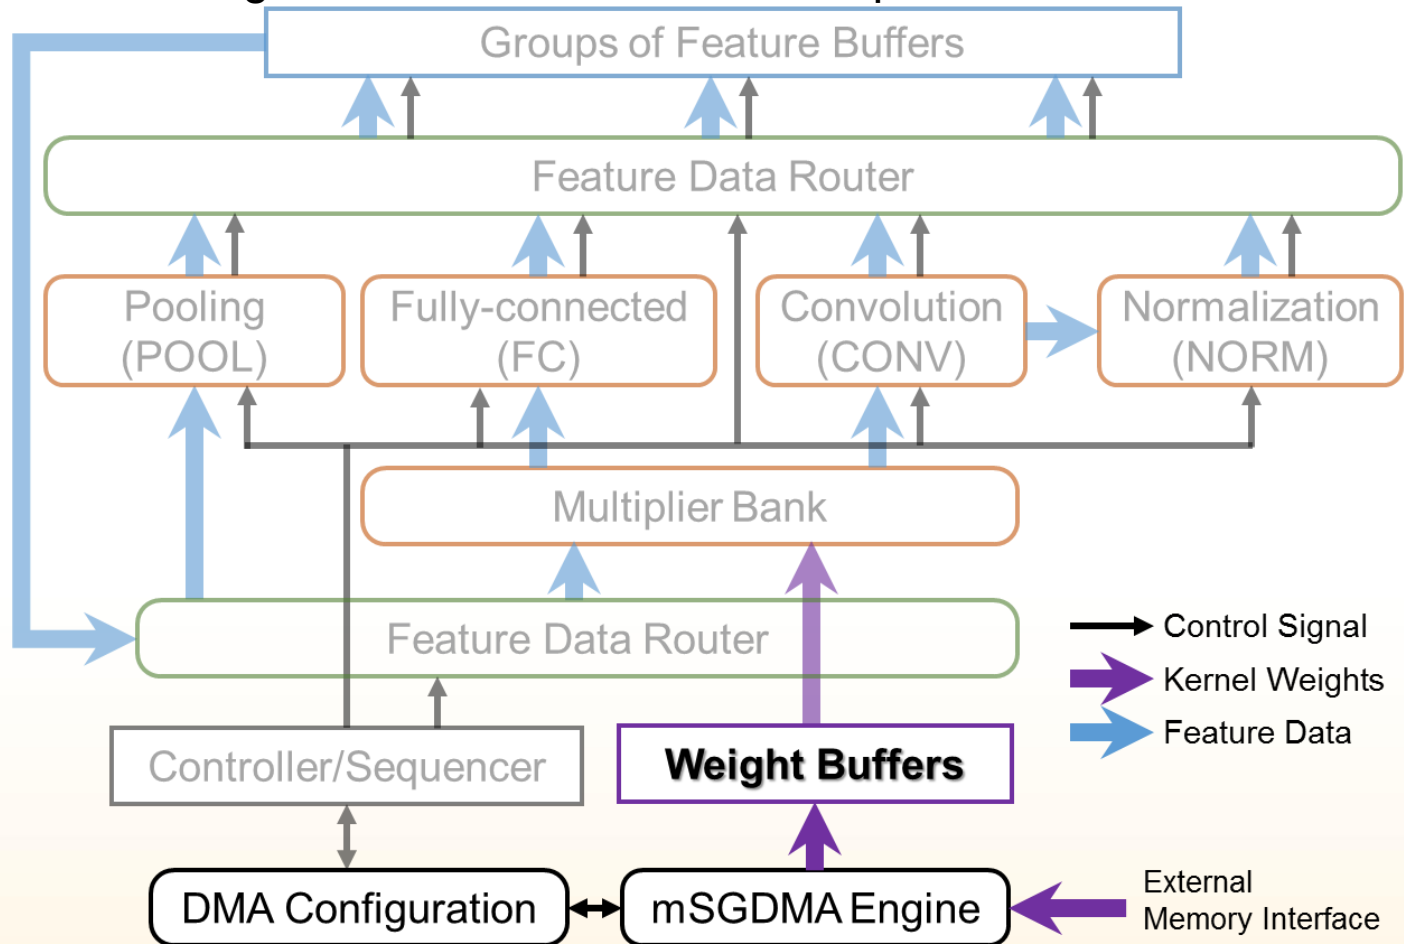 Groups of Feature Buffers
Feature Data Router
Pooling
(POOL)
Fully-connected
(FC)
Convolution
(CONV)
Normalization
(NORM)
Multiplier Bank
Feature Data Router
Control Signal
Kernel Weights
Feature Data
Controller/Sequencer
Weight Buffers
DMA Configuration
mSGDMA Engine
External
Memory Interface